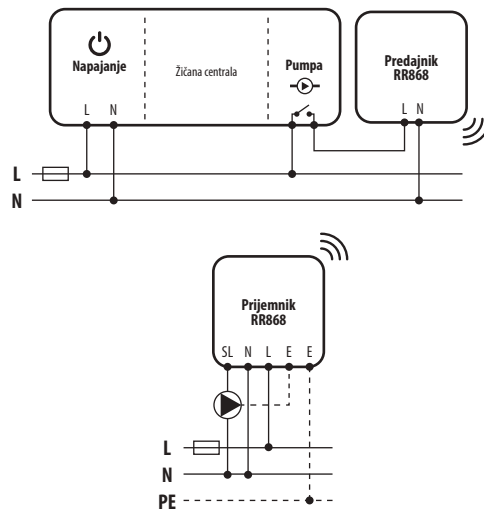 Napajanje
Žičana centrala
Pumpa
Predajnik
RR868
L N
L N
L
N
Prijemnik
RR868
SL N L E E
L
N
PE